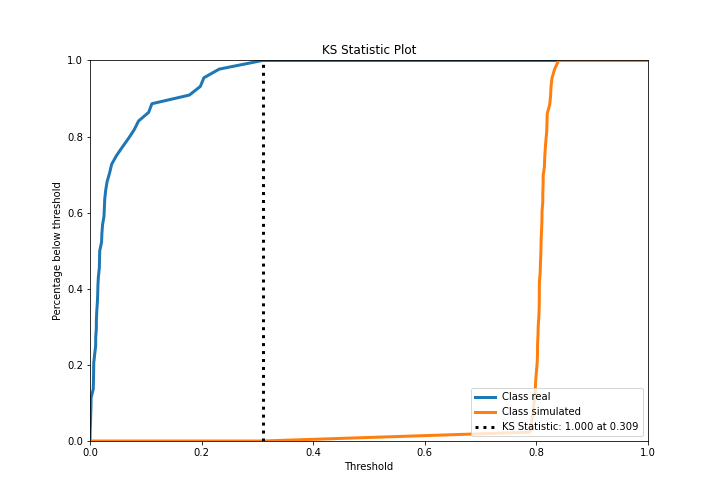 KS Statistic Plot
Percentage below threshold
1.0
0.8
0.6
0.4
0.2
0.0
0.0 0.2 0.4 0.6 0.8 1.0
Threshold
Class real
Class simulated
KS Statistic: 1.000 at 0.309